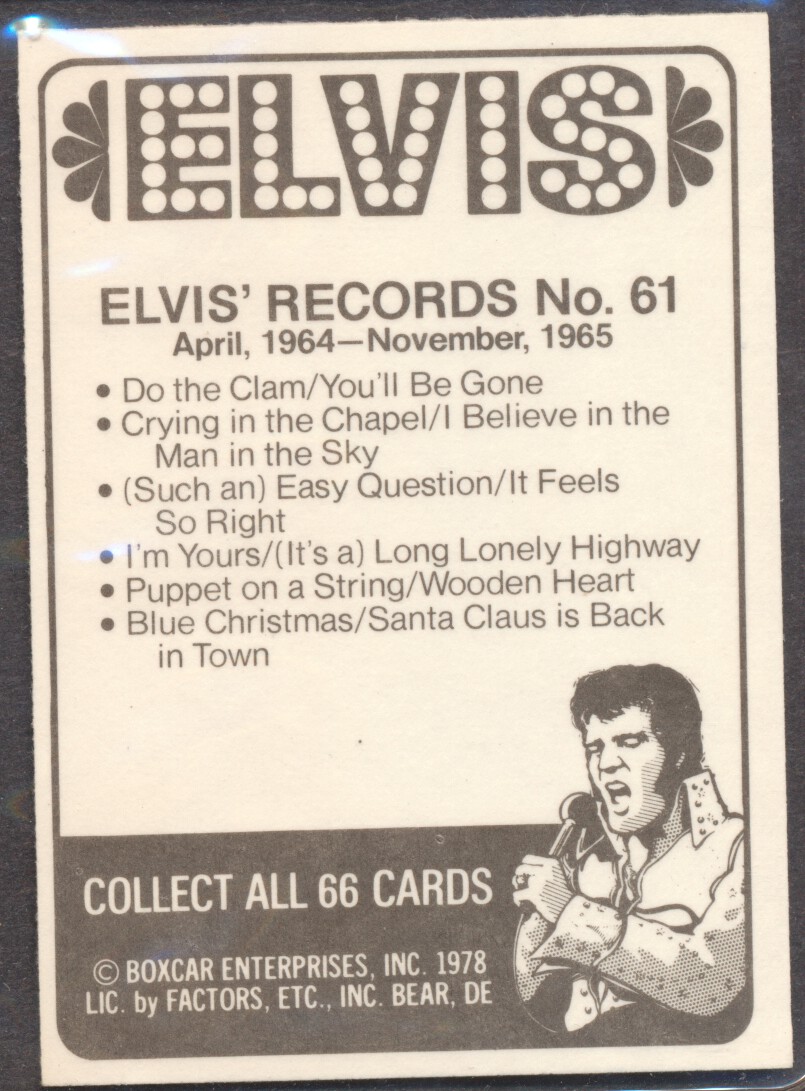 ELVIS
ELVIS' RECORDS No. 61
April, 1964—November, 1965
• Do the Clam/You'll Be Gone
• Crying in the Chapel/I Believe in the
Man in the Sky
• (Such an) Easy Question/It Feels
So Right
• I'm Yours/(It's a) Long Lonely Highway
• Puppet on a String/Wooden Heart
• Blue Christmas/Santa Claus is Back
in Town
COLLECT ALL 66 CARDS
© BOXCAR ENTERPRISES, INC. 1978
LIC. by FACTORS, ETC., INC. BEAR, DE